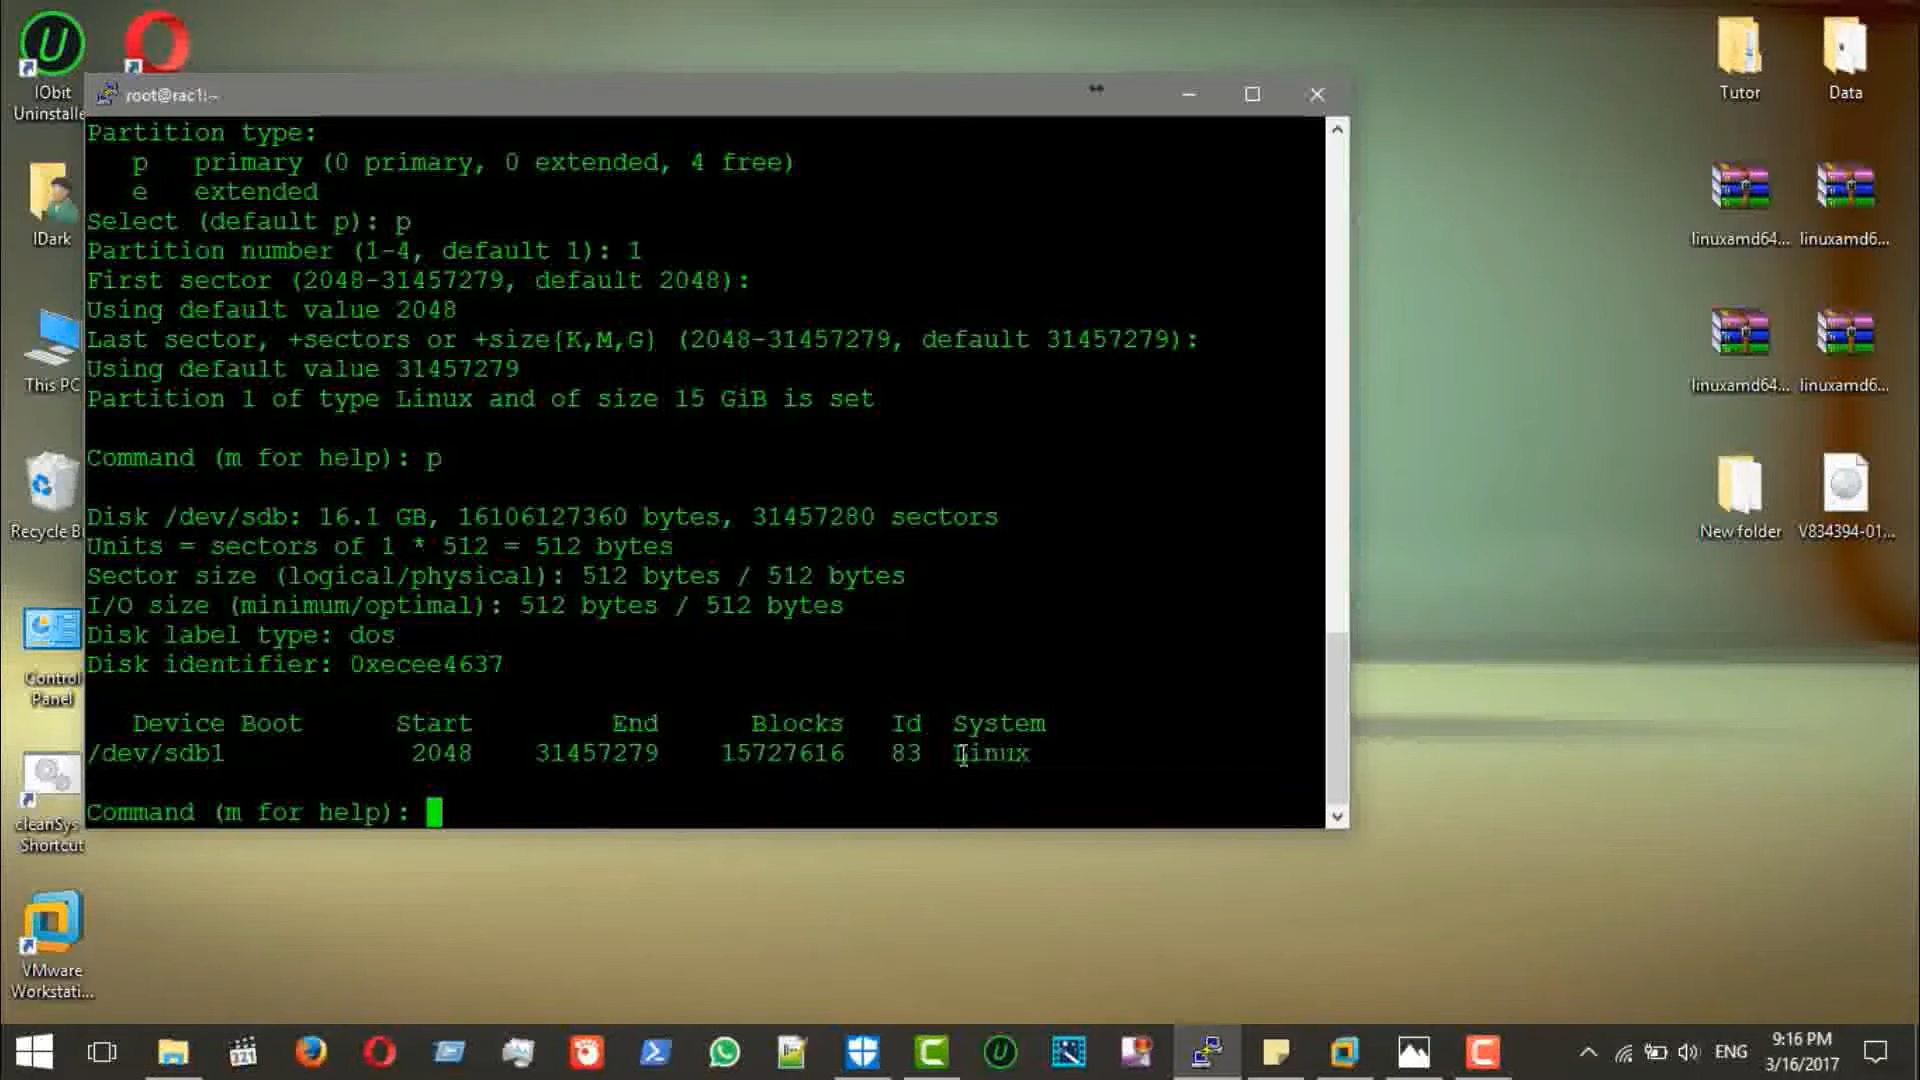 IObit
Uninstalle
IDark
This PC
Recycle B
Control
Panel
cleanSys
Shortcut
VMware
Workstati...
root@rac1:~
Partition type:
p primary (0 primary, 0 extended, 4 free)
e extended
Select (default p): p
Partition number (1-4, default 1): 1
First sector (2048-31457279, default 2048):
Using default value 2048
Last sector, +sectors or +size{K,M,G} (2048-31457279, default 31457279):
Using default value 31457279
Partition 1 of type Linux and of size 15 GiB is set
Command (m for help): p
Disk /dev/sdb: 16.1 GB, 16106127360 bytes, 31457280 sectors
Units = sectors of 1 * 512 = 512 bytes
Sector size (logical/physical): 512 bytes / 512 bytes
I/O size (minimum/optimal): 512 bytes / 512 bytes
Disk label type: dos
Disk identifier: 0xecee4637
Device Boot Start End Blocks Id System
/dev/sdb1 2048 31457279 15727616 83 Linux
Command (m for help):
Tutor Data
linuxamd64... linuxamd6...
linuxamd64... linuxamd6...
New folder V834394-01...
321
ENG
9:16 PM
3/16/2017